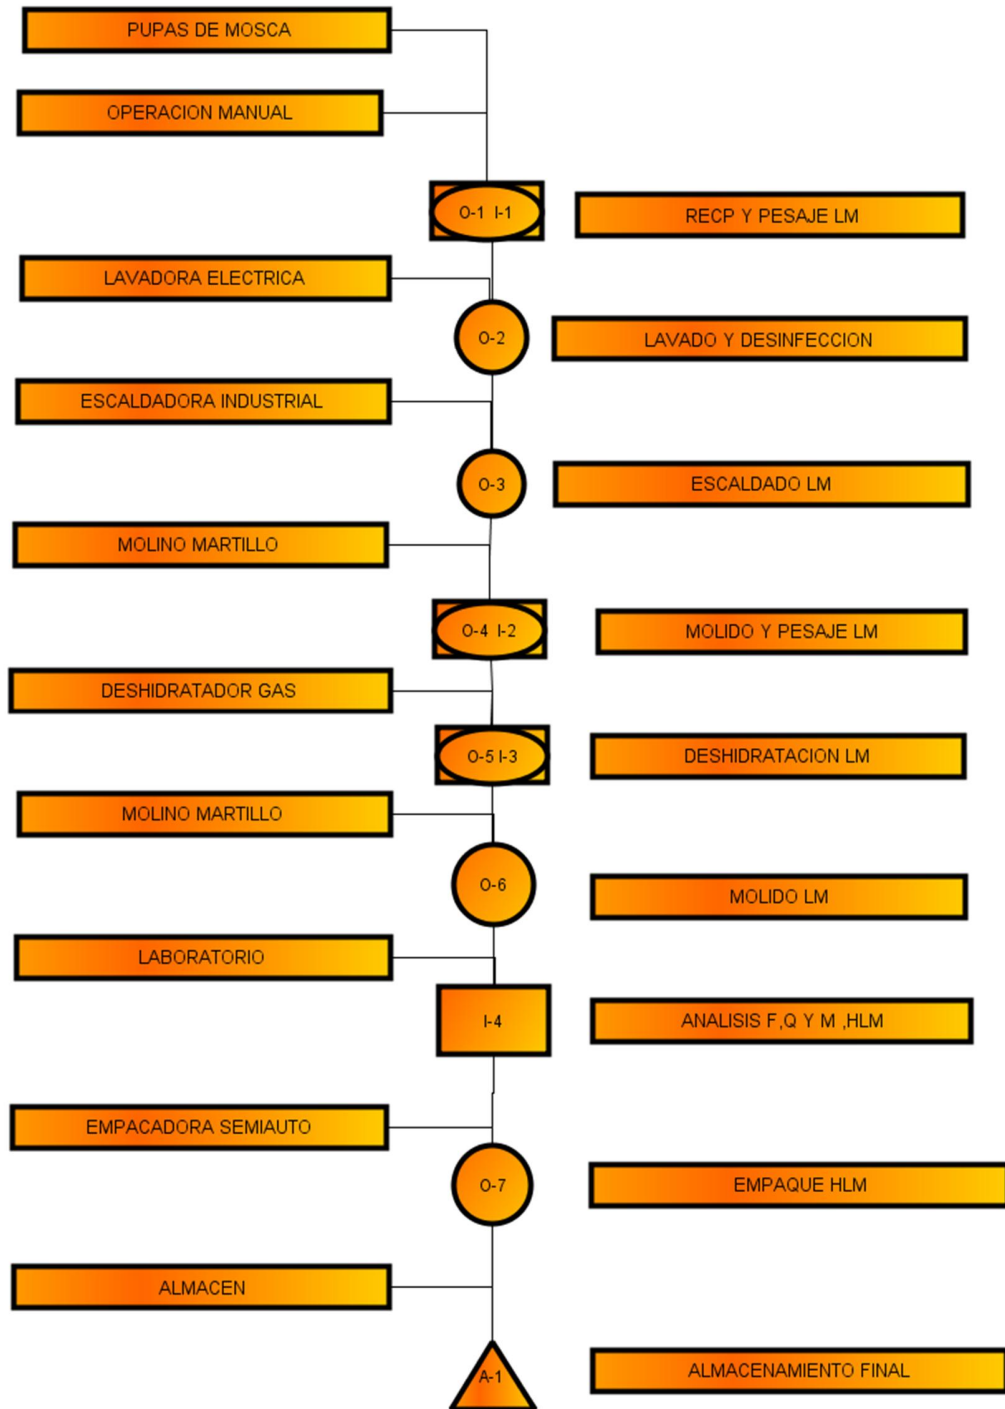 PUPAS DE MOSCA
OPERACION MANUAL
O-1 I-1
RECP Y PESAJE LM
LAVADORA ELECTRICA
O-2
LAVADO Y DESINFECCION
ESCALDADORA INDUSTRIAL
O-3
ESCALDADO LM
MOLINO MARTILLO
O-4 I-2
MOLIDO Y PESAJE LM
DESHIDRATADOR GAS
O-5 I-3
DESHIDRATACION LM
MOLINO MARTILLO
O-6
MOLIDO LM
LABORATORIO
I-4
ANALISIS F,Q Y M ,HLM
EMPACADORA SEMIAUTO
O-7
EMPAQUE HLM
ALMACEN
A-1
ALMACENAMIENTO FINAL